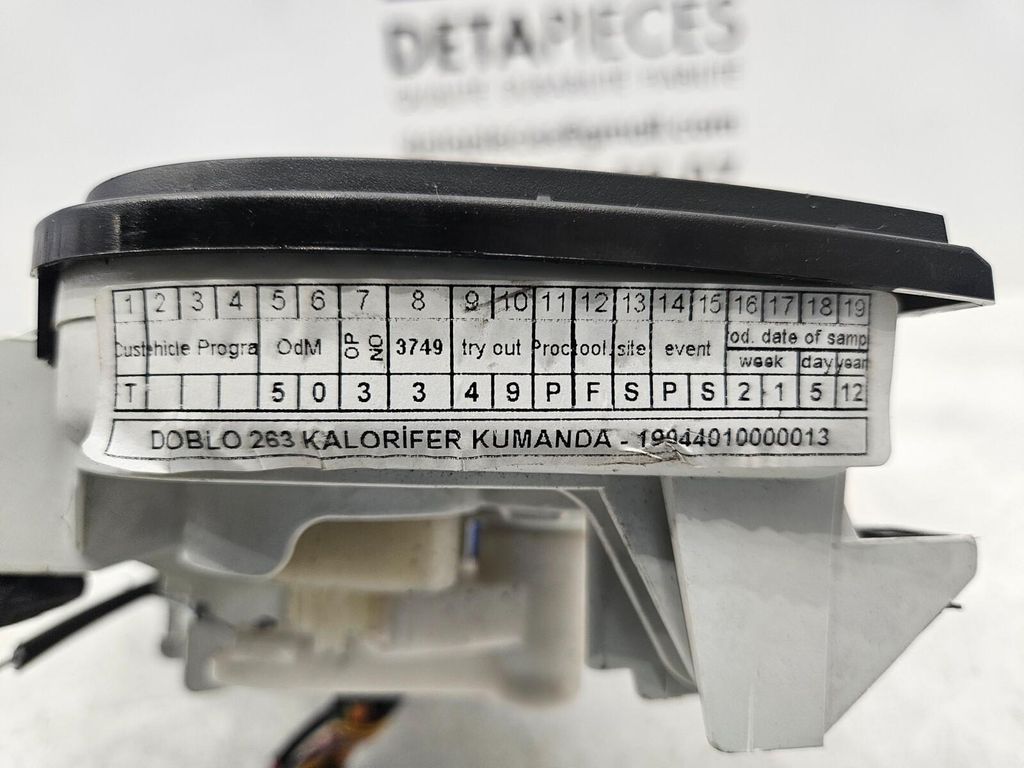 DETAPIECES
1 2 3 4 5 6 7 8 9 10 11 12 13 14 15 16 17 18 19
Cust ehicle Progra OdM OP NO 3749 try out Proc tool site event od. date of samp
week day year
T 5 0 3 3 4 9 P F S P S 2 1 5 12
DOBLO 263 KALORİFER KUMANDA - 19944010000013